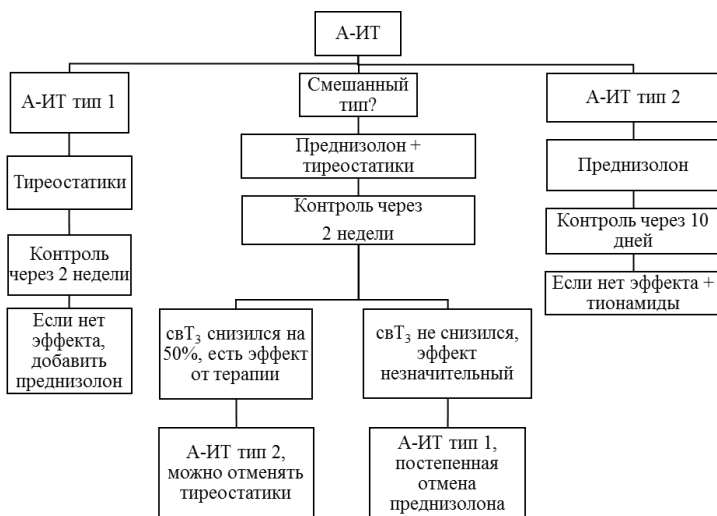 А-ИТ
А-ИТ тип 1
Тиреостатики
Контроль
через 2 недели
Если нет
эффекта,
добавить
преднизолон
Смешанный
тип?
Преднизолон +
тиреостатики
Контроль через
2 недели
свТ₃ снизился на
50%, есть эффект
от терапии
А-ИТ тип 2,
можно отменять
тиреостатики
свТ₃ не снизился,
эффект
незначительный
А-ИТ тип 1,
постепенная
отмена
преднизолона
А-ИТ тип 2
Преднизолон
Контроль через 10
дней
Если нет эффекта +
тионамиды